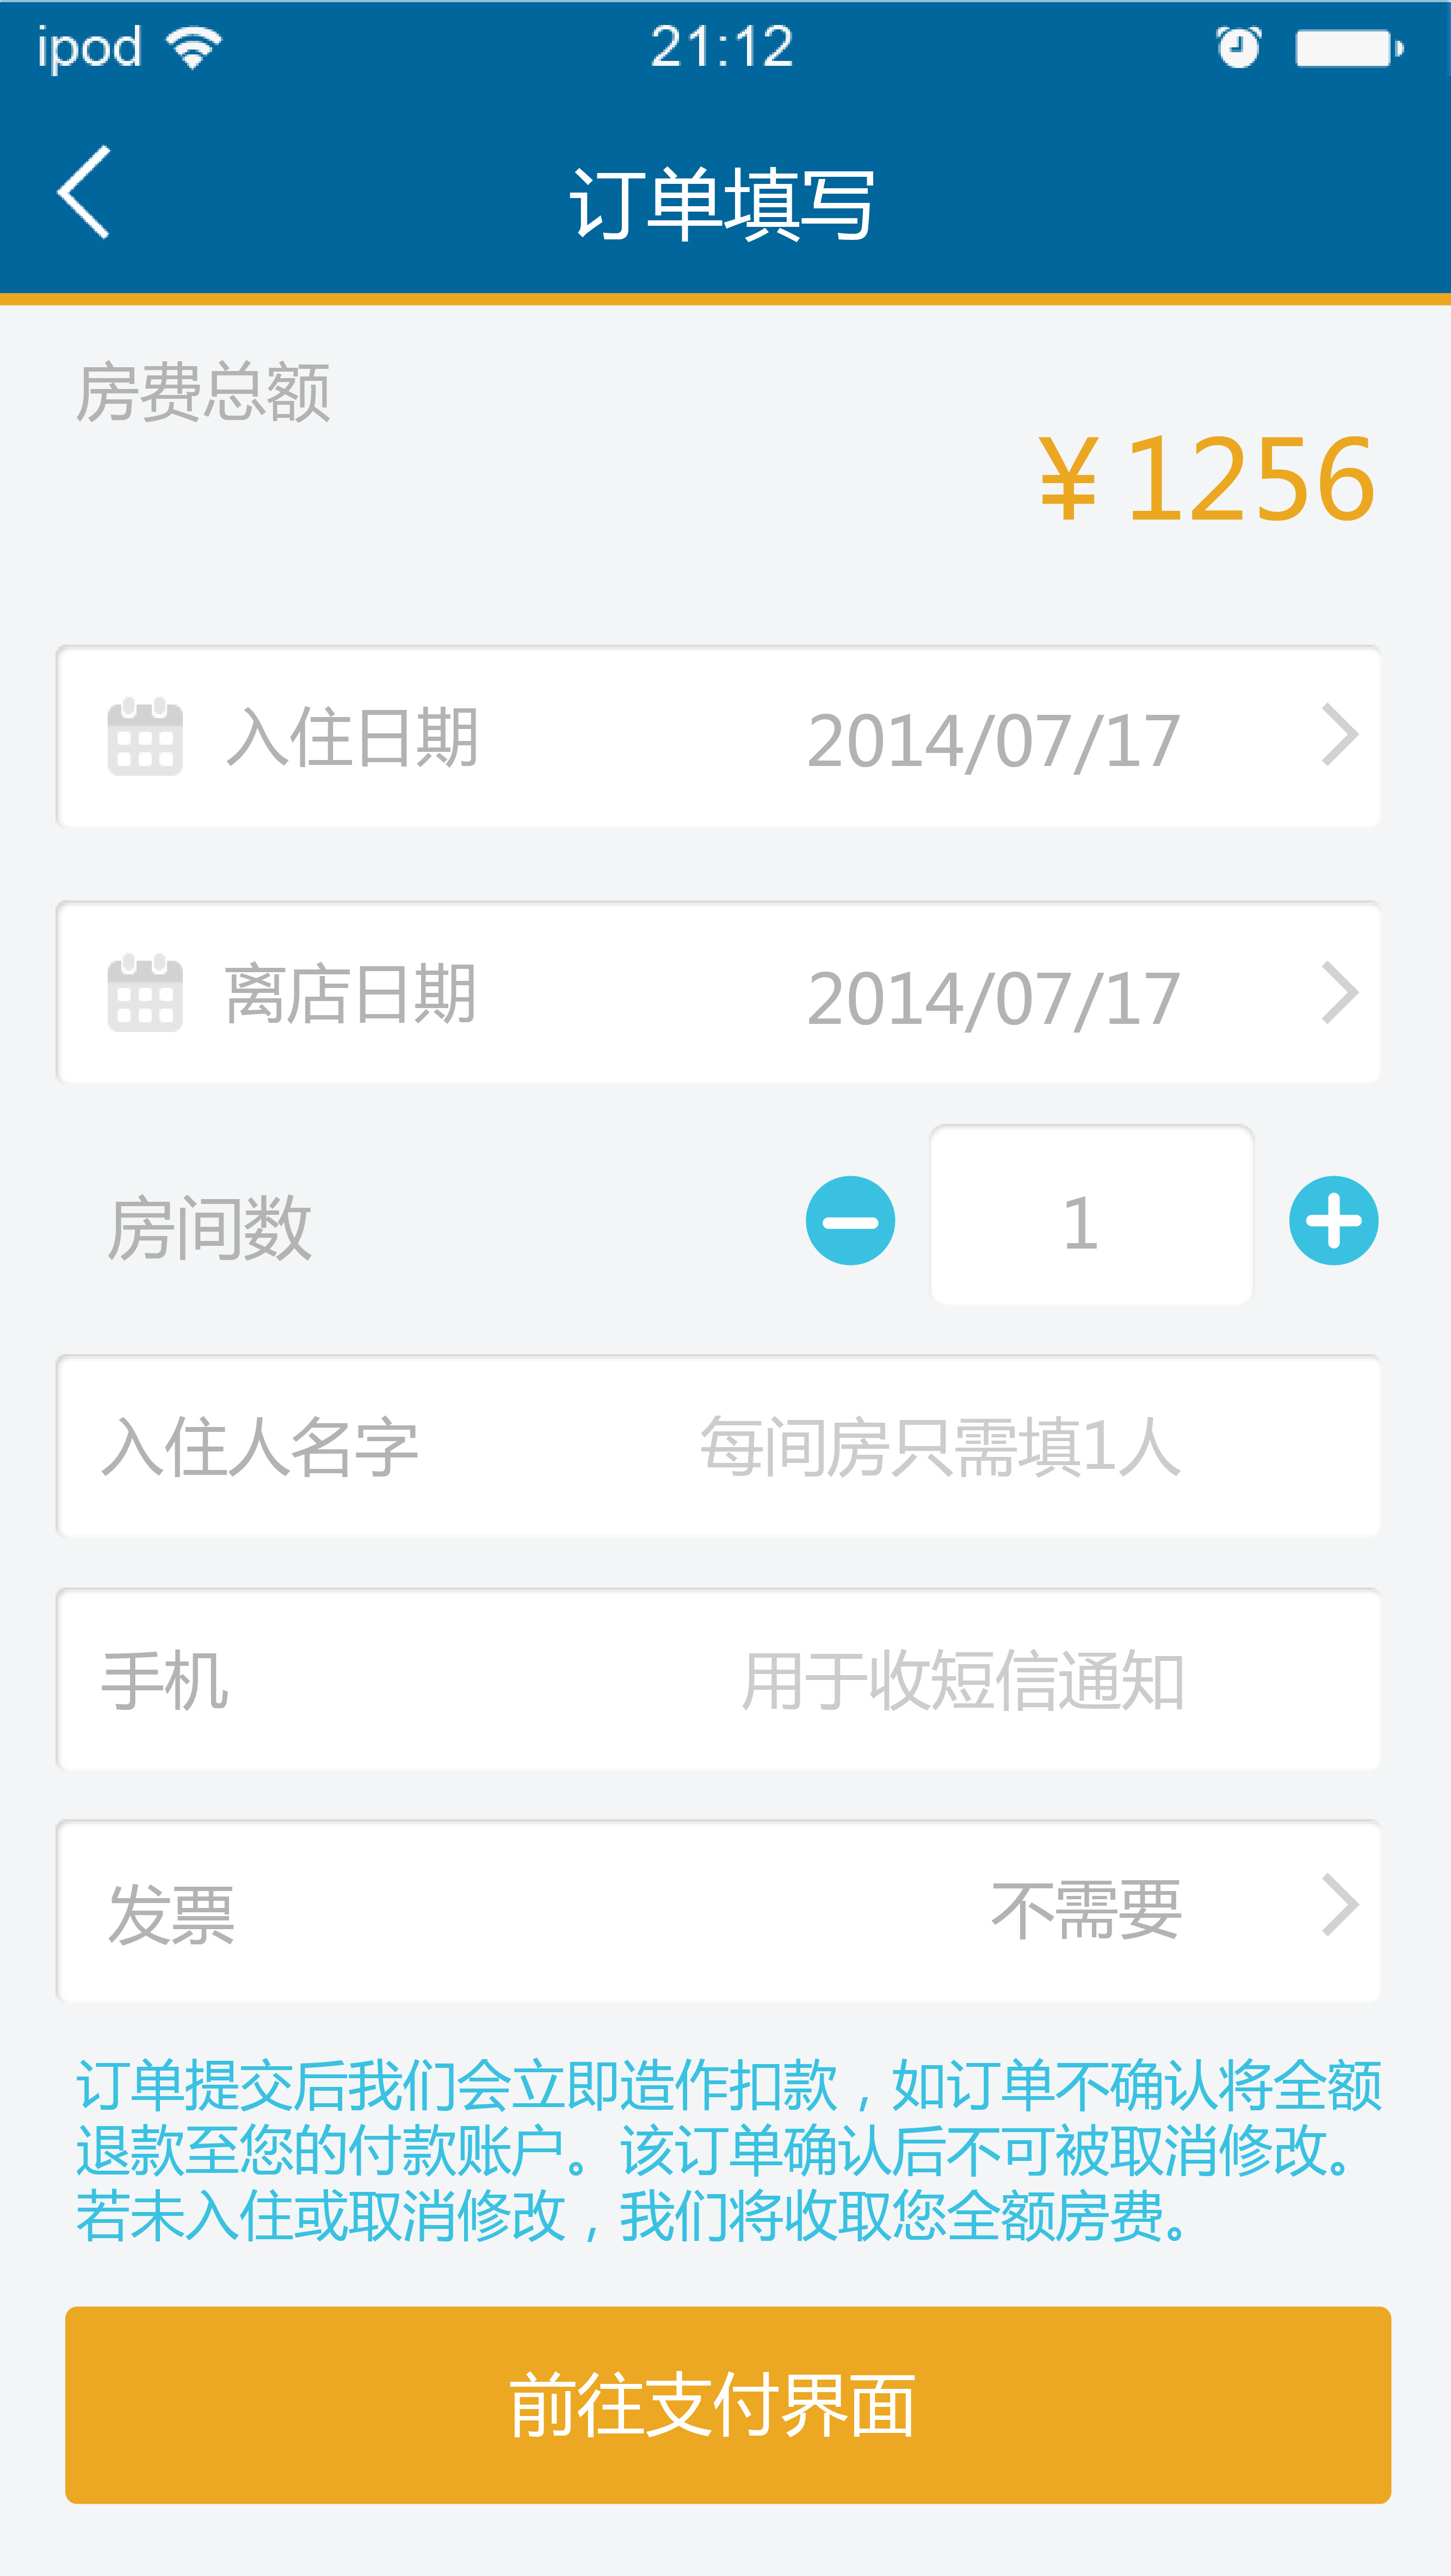 ipod 21:12
订单填写
房费总额
¥1256
入住日期 2014/07/17
离店日期 2014/07/17
房间数 1
入住人名字 每间房只需填1人
手机 用于收短信通知
发票 不需要
订单提交后我们会立即造作扣款，如订单不确认将全额
退款至您的付款账户。该订单确认后不可被取消修改。
若未入住或取消修改，我们将收取您全额房费。
前往支付界面